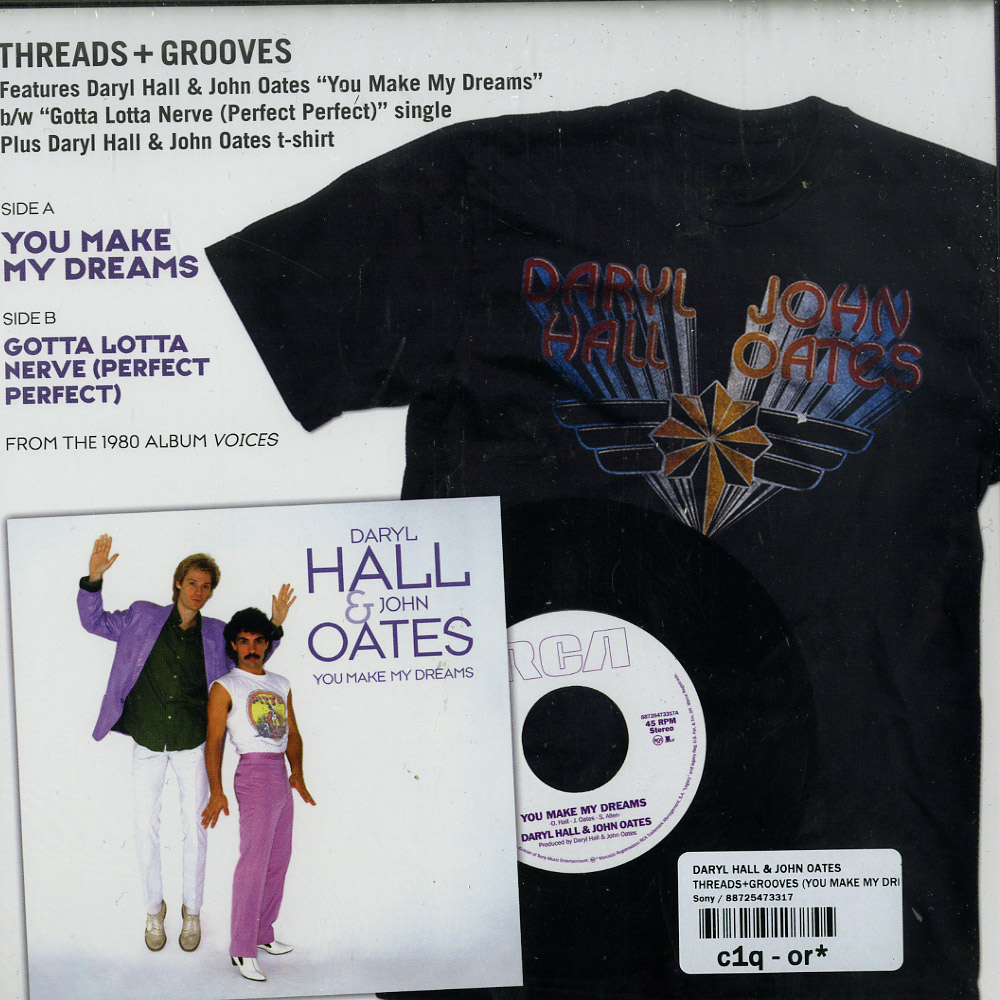 THREADS + GROOVES
Features Daryl Hall & John Oates “You Make My Dreams”
b/w “Gotta Lotta Nerve (Perfect Perfect)” single
Plus Daryl Hall & John Oates t-shirt
SIDE A
YOU MAKE
MY DREAMS
SIDE B
GOTTA LOTTA
NERVE (PERFECT
PERFECT)
FROM THE 1980 ALBUM VOICES
DARYL
HALL
JOHN
OATES
DARYL
HALL
& JOHN
OATES
YOU MAKE MY DREAMS
RCA
88725473317A
45 RPM
Stereo
YOU MAKE MY DREAMS
-D. Hall - J. Oates - S. Allen-
DARYL HALL & JOHN OATES
Produced by Daryl Hall & John Oates
DARYL HALL & JOHN OATES
THREADS+GROOVES (YOU MAKE MY DRI
Sony / 88725473317
c1q - or*